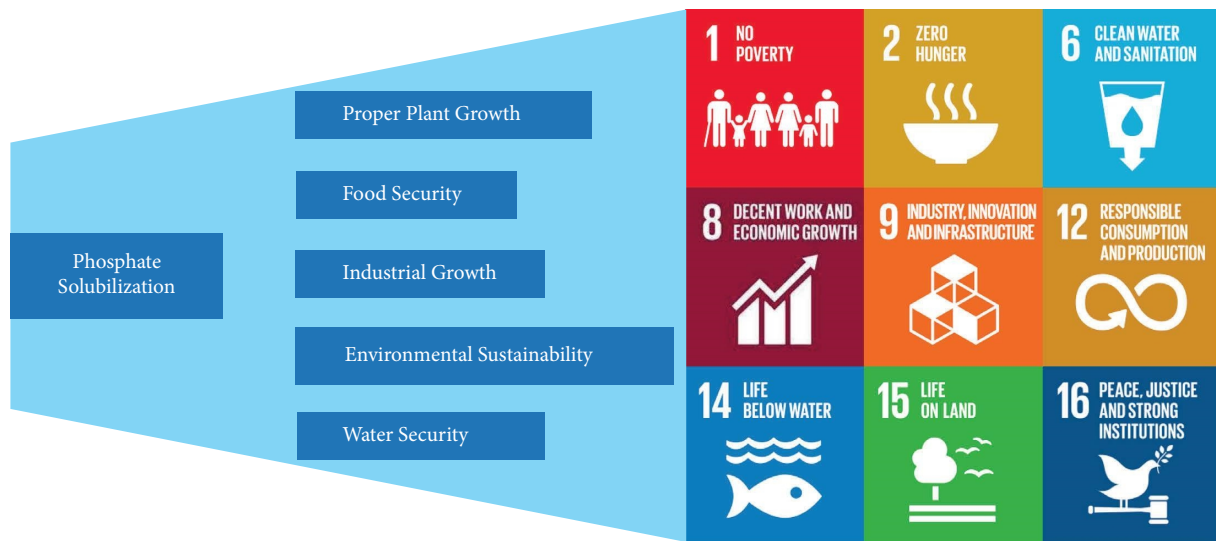 Phosphate
Solubilization
Proper Plant Growth
Food Security
Industrial Growth
Environmental Sustainability
Water Security
1 NO
POVERTY
2 ZERO
HUNGER
6 CLEAN WATER
AND SANITATION
8 DECENT WORK AND
ECONOMIC GROWTH
9 INDUSTRY, INNOVATION
AND INFRASTRUCTURE
12 RESPONSIBLE
CONSUMPTION
AND PRODUCTION
14 LIFE
BELOW WATER
15 LIFE
ON LAND
16 PEACE, JUSTICE
AND STRONG
INSTITUTIONS